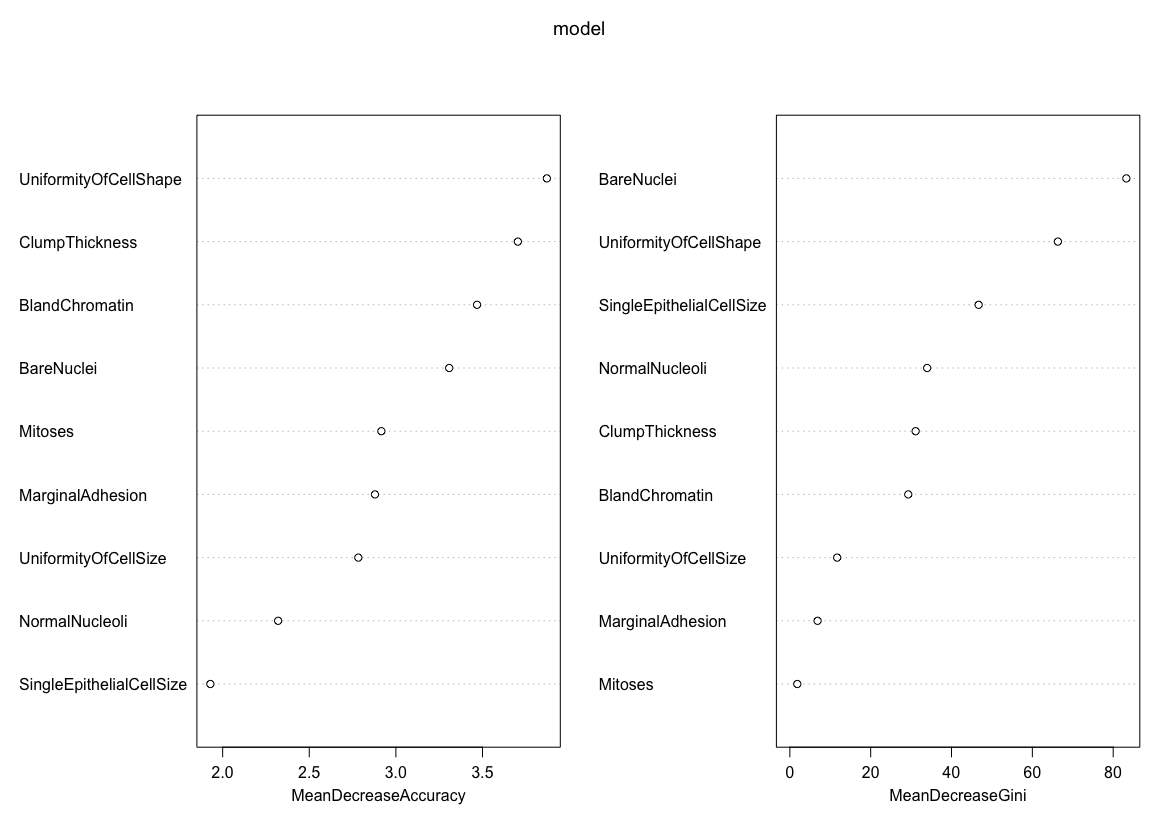 model
UniformityOfCellShape
ClumpThickness
BlandChromatin
BareNuclei
Mitoses
MarginalAdhesion
UniformityOfCellSize
NormalNucleoli
SingleEpithelialCellSize
2.0 2.5 3.0 3.5
MeanDecreaseAccuracy
BareNuclei
UniformityOfCellShape
SingleEpithelialCellSize
NormalNucleoli
ClumpThickness
BlandChromatin
UniformityOfCellSize
MarginalAdhesion
Mitoses
0 20 40 60 80
MeanDecreaseGini